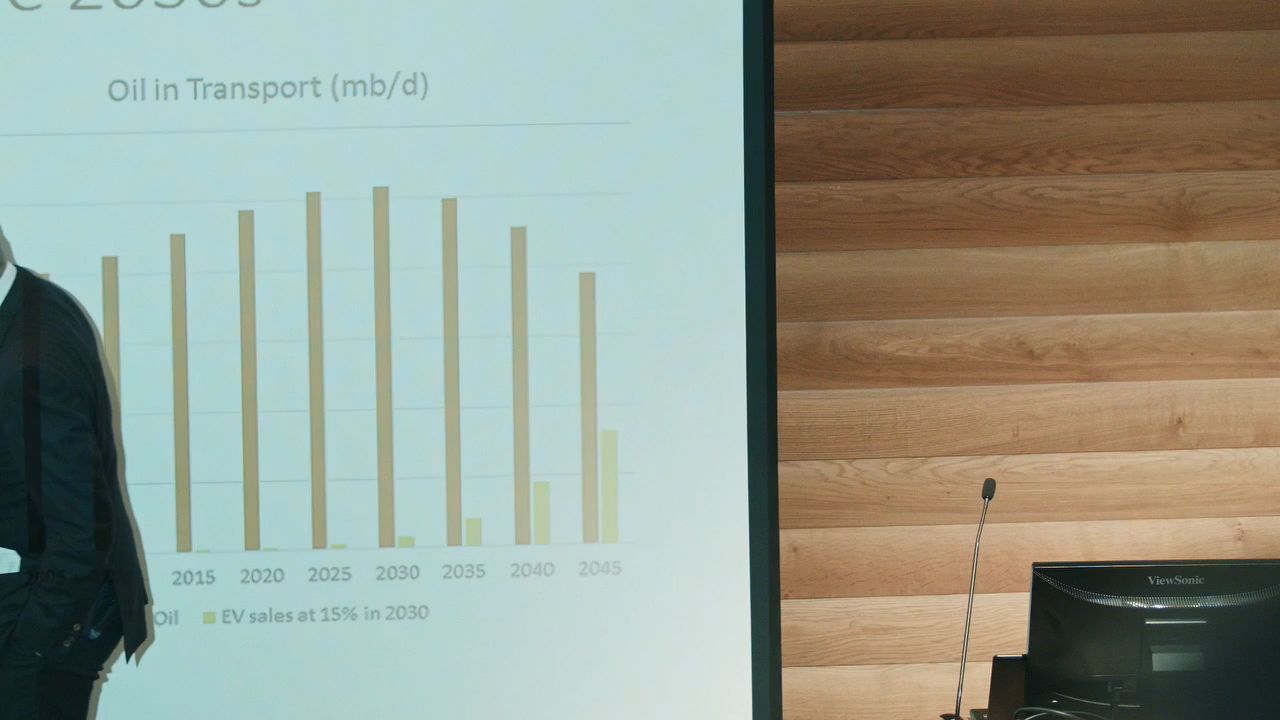 Oil in Transport (mb/d)
2015 2020 2025 2030 2035 2040 2045
Oil EV sales at 15% in 2030
ViewSonic